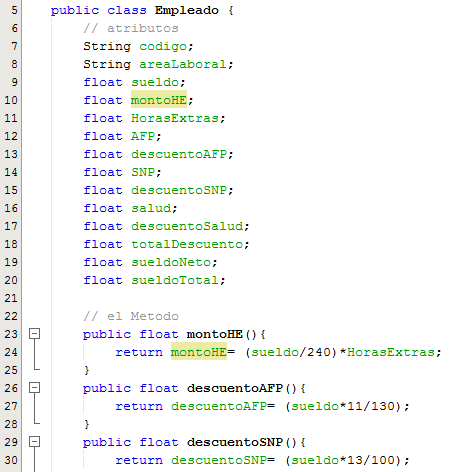 5 public class Empleado {
6 // atributos
7 String codigo;
8 String areaLaboral;
9 float sueldo;
10 float montoHE;
11 float HorasExtras;
12 float AFP;
13 float descuentoAFP;
14 float SNP;
15 float descuentoSNP;
16 float salud;
17 float descuentoSalud;
18 float totalDescuento;
19 float sueldoNeto;
20 float sueldoTotal;
21
22 // el Metodo
23 public float montoHE(){
24 return montoHE= (sueldo/240)*HorasExtras;
25 }
26 public float descuentoAFP(){
27 return descuentoAFP= (sueldo*11/130);
28 }
29 public float descuentoSNP(){
30 return descuentoSNP= (sueldo*13/100);